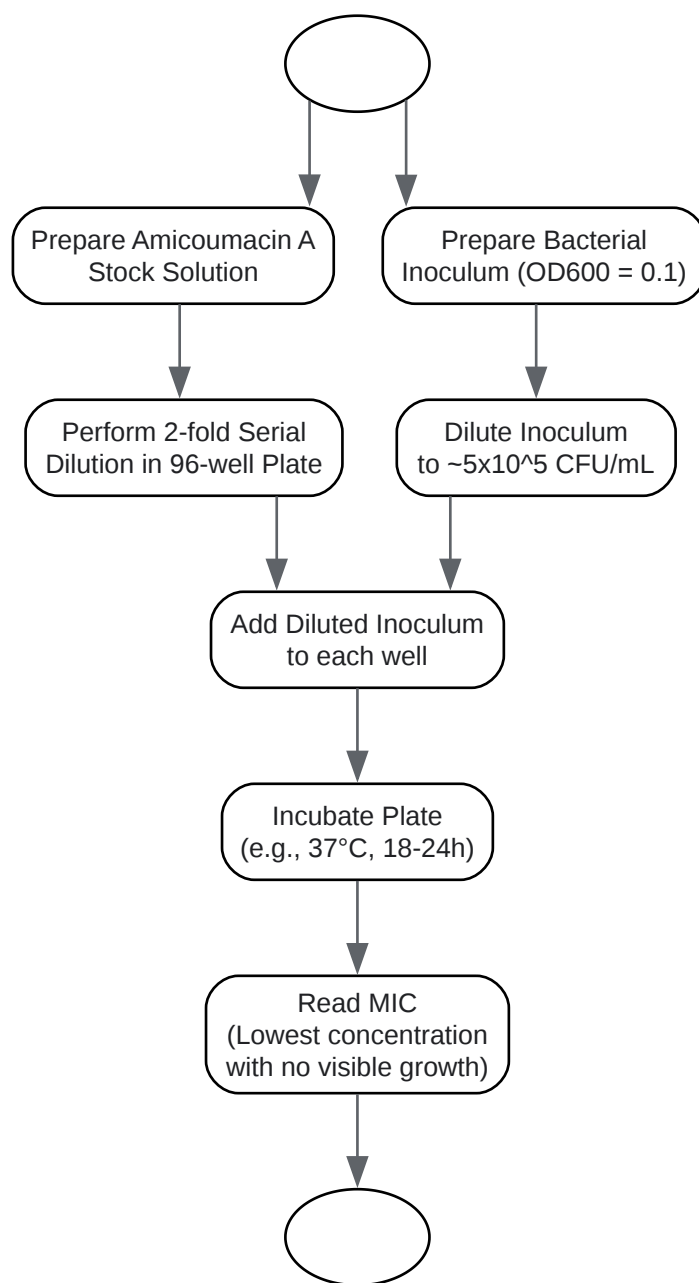 Prepare Amicoumacin A
Stock Solution
Prepare Bacterial
Inoculum (OD600 = 0.1)
Perform 2-fold Serial
Dilution in 96-well Plate
Dilute Inoculum
to ~5x10^5 CFU/mL
Add Diluted Inoculum
to each well
Incubate Plate
(e.g., 37°C, 18-24h)
Read MIC
(Lowest concentration
with no visible growth)